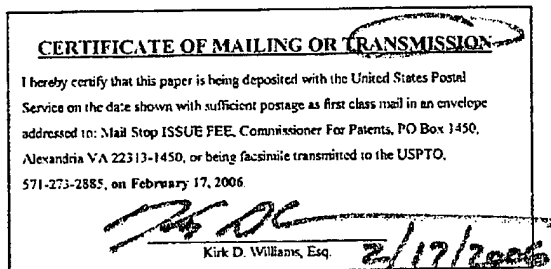 CERTIFICATE OF MAILING OR TRANSMISSION
I hereby certify that this paper is being deposited with the United States Postal
Service on the date shown with sufficient postage as first class mail in an envelope
addressed to: Mail Stop ISSUE FEE, Commissioner For Patents, PO Box 1450,
Alexandria VA 22313-1450, or being facsimile transmitted to the USPTO,
571-273-2885, on February 17, 2006.
Kirk D. Williams, Esq. 2/17/2006